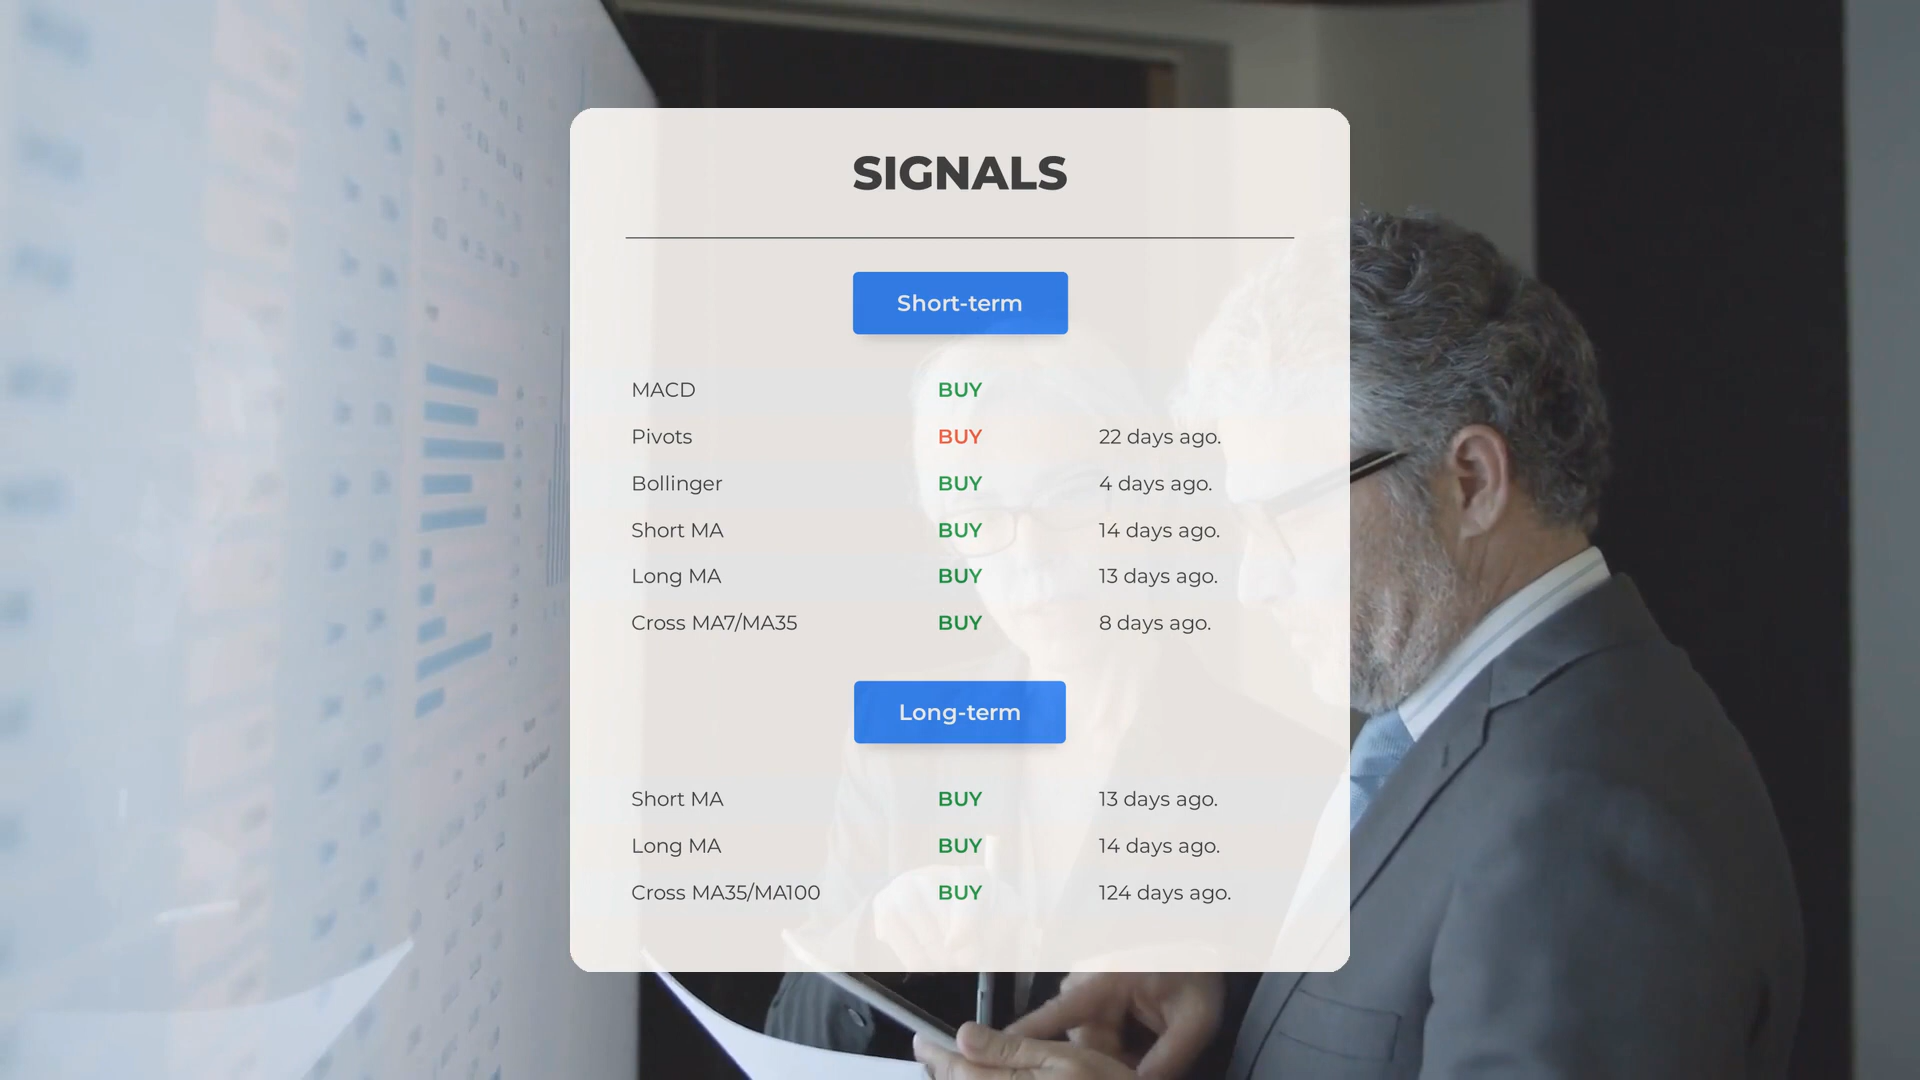 SIGNALS
Short-term
MACD BUY
Pivots BUY 22 days ago.
Bollinger BUY 4 days ago.
Short MA BUY 14 days ago.
Long MA BUY 13 days ago.
Cross MA7/MA35 BUY 8 days ago.
Long-term
Short MA BUY 13 days ago.
Long MA BUY 14 days ago.
Cross MA35/MA100 BUY 124 days ago.